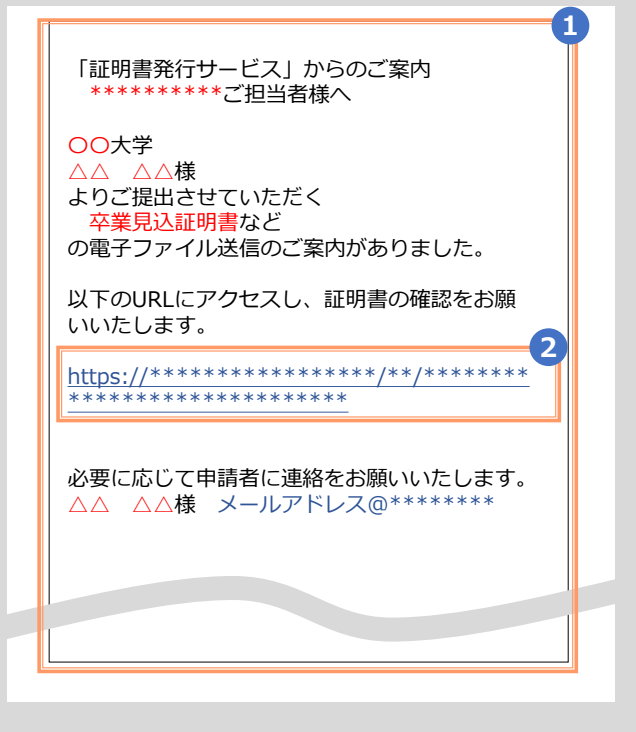 1
「証明書発行サービス」からのご案内
**********ご担当者様へ
〇〇大学
△△　△△様
よりご提出させていただく
卒業見込証明書など
の電子ファイル送信のご案内がありました。
以下のURLにアクセスし、証明書の確認をお願
いいたします。
2
https://*****************/**/********
*********************
必要に応じて申請者に連絡をお願いいたします。
△△　△△様　メールアドレス@********